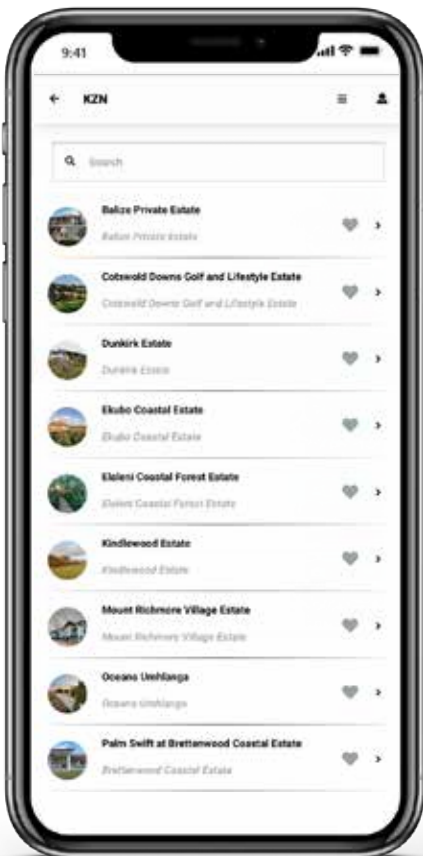 9:41
KZN
Search
Balize Private Estate
Balize Private Estate
Cotswold Downs Golf and Lifestyle Estate
Cotswold Downs Golf and Lifestyle Estate
Dunkirk Estate
Dunkirk Estate
Ekubo Coastal Estate
Ekubo Coastal Estate
Elaleni Coastal Forest Estate
Elaleni Coastal Forest Estate
Kindlewood Estate
Kindlewood Estate
Mount Richmore Village Estate
Mount Richmore Village Estate
Oceans Umhlanga
Oceans Umhlanga
Palm Swift at Brettenwood Coastal Estate
Brettenwood Coastal Estate